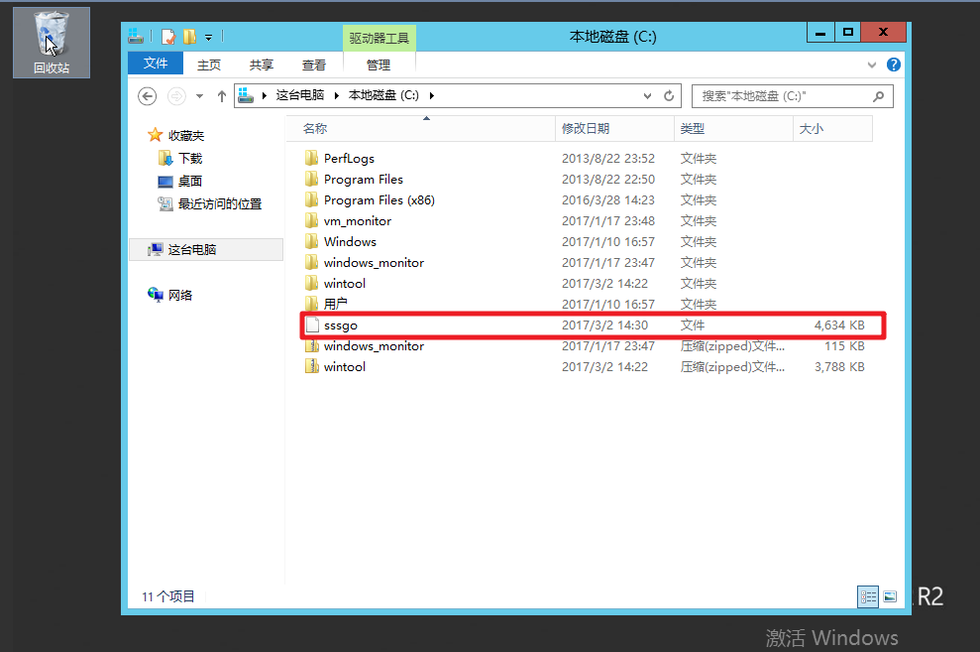 回收站
驱动器工具
本地磁盘 (C:)
文件 主页 共享 查看 管理
这台电脑 本地磁盘 (C:)
搜索"本地磁盘 (C:)"
收藏夹
下载
桌面
最近访问的位置
这台电脑
网络
名称 修改日期 类型 大小
PerfLogs 2013/8/22 23:52 文件夹
Program Files 2013/8/22 22:50 文件夹
Program Files (x86) 2016/3/28 14:23 文件夹
vm_monitor 2017/1/17 23:48 文件夹
Windows 2017/1/10 16:57 文件夹
windows_monitor 2017/1/17 23:47 文件夹
wintool 2017/3/2 14:22 文件夹
用户 2017/1/10 16:57 文件夹
sssgo 2017/3/2 14:30 文件 4,634 KB
windows_monitor 2017/1/17 23:47 压缩(zipped)文件... 115 KB
wintool 2017/3/2 14:22 压缩(zipped)文件... 3,788 KB
11 个项目
R2
激活 Windows